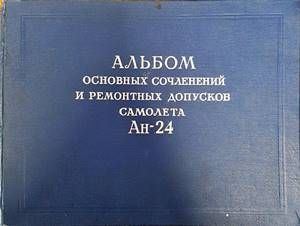 АЛЬБОМ
ОСНОВНЫХ СОЧЛЕНЕНИЙ
И РЕМОНТНЫХ ДОПУСКОВ
САМОЛЕТА
АН-24